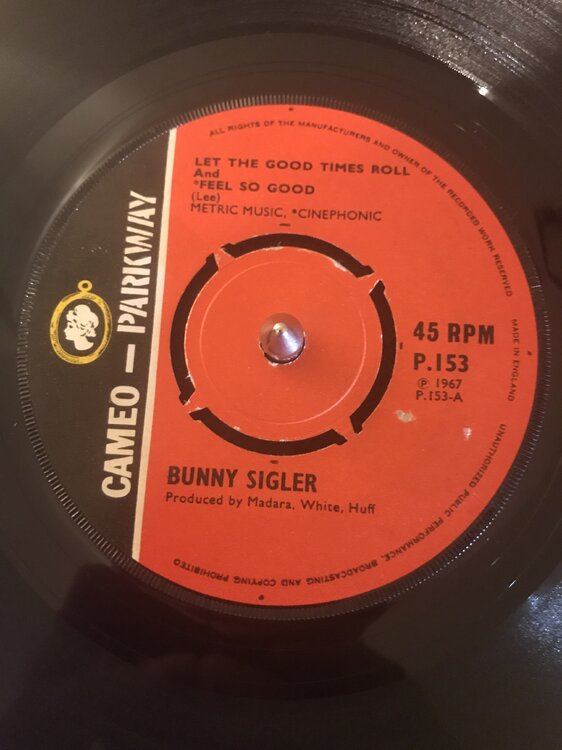 ALL RIGHTS OF THE MANUFACTURERS AND OWNER OF THE RECORDED WORK RESERVED
LET THE GOOD TIMES ROLL
And
*FEEL SO GOOD
(Lee)
METRIC MUSIC, *CINEPHONIC
CAMEO — PARKWAY
45 RPM
P.153
℗ 1967
P.153-A
MADE IN ENGLAND
BUNNY SIGLER
Produced by Madara, White, Huff
UNAUTHORIZED PUBLIC PERFORMANCE, BROADCASTING AND COPYING PROHIBITED